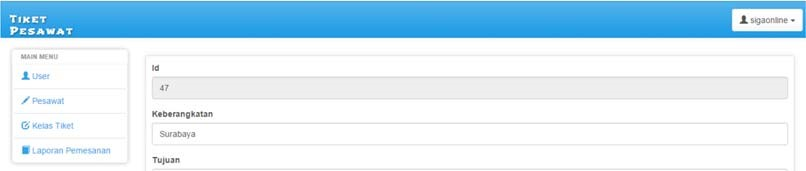 TIKET
PESAWAT
sigaonline
MAIN MENU
User
Pesawat
Kelas Tiket
Laporan Pemesanan
Id
47
Keberangkatan
Surabaya
Tujuan